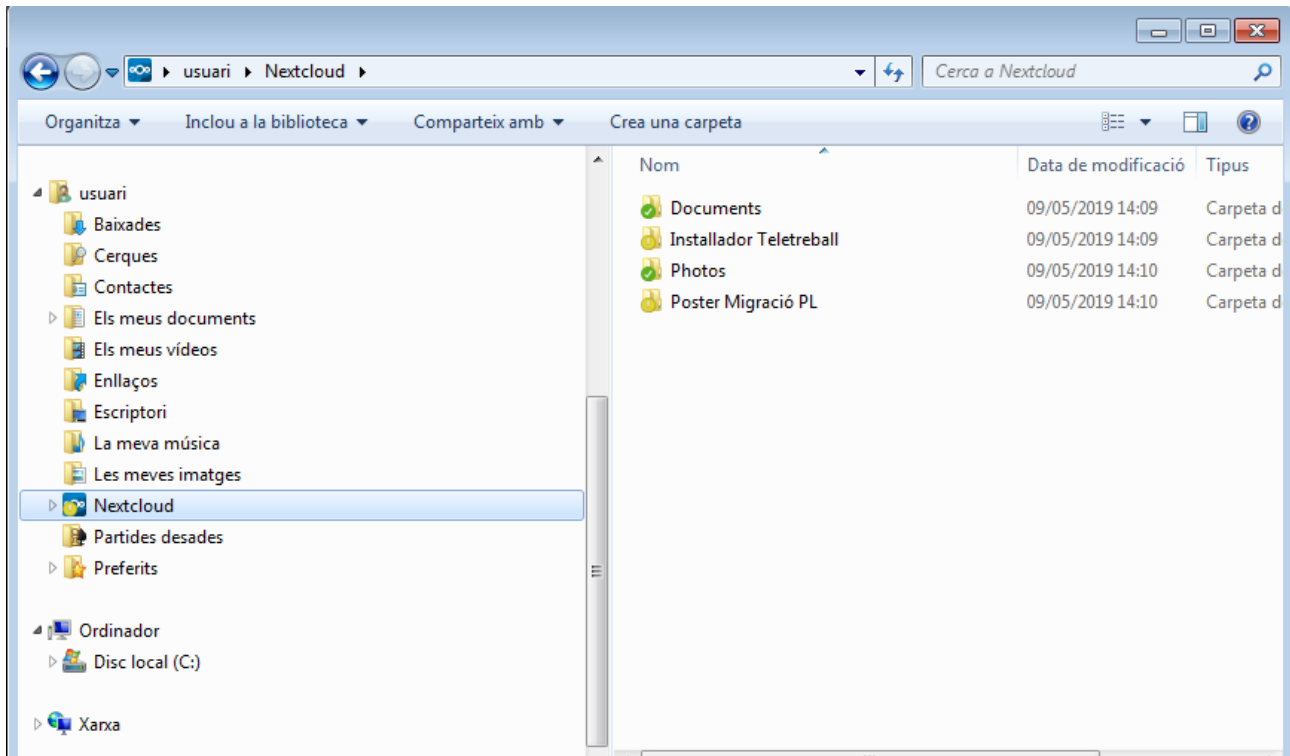 usuari Nextcloud
Cerca a Nextcloud
Organitza Inclou a la biblioteca Comparteix amb Crea una carpeta
usuari
Baixades
Cerques
Contactes
Els meus documents
Els meus vídeos
Enllaços
Escriptori
La meva música
Les meves imatges
Nextcloud
Partides desades
Preferits
Ordinador
Disc local (C:)
Xarxa
Nom Data de modificació Tipus
Documents 09/05/2019 14:09 Carpeta d
Installador Teletreball 09/05/2019 14:09 Carpeta d
Photos 09/05/2019 14:10 Carpeta d
Poster Migració PL 09/05/2019 14:10 Carpeta d